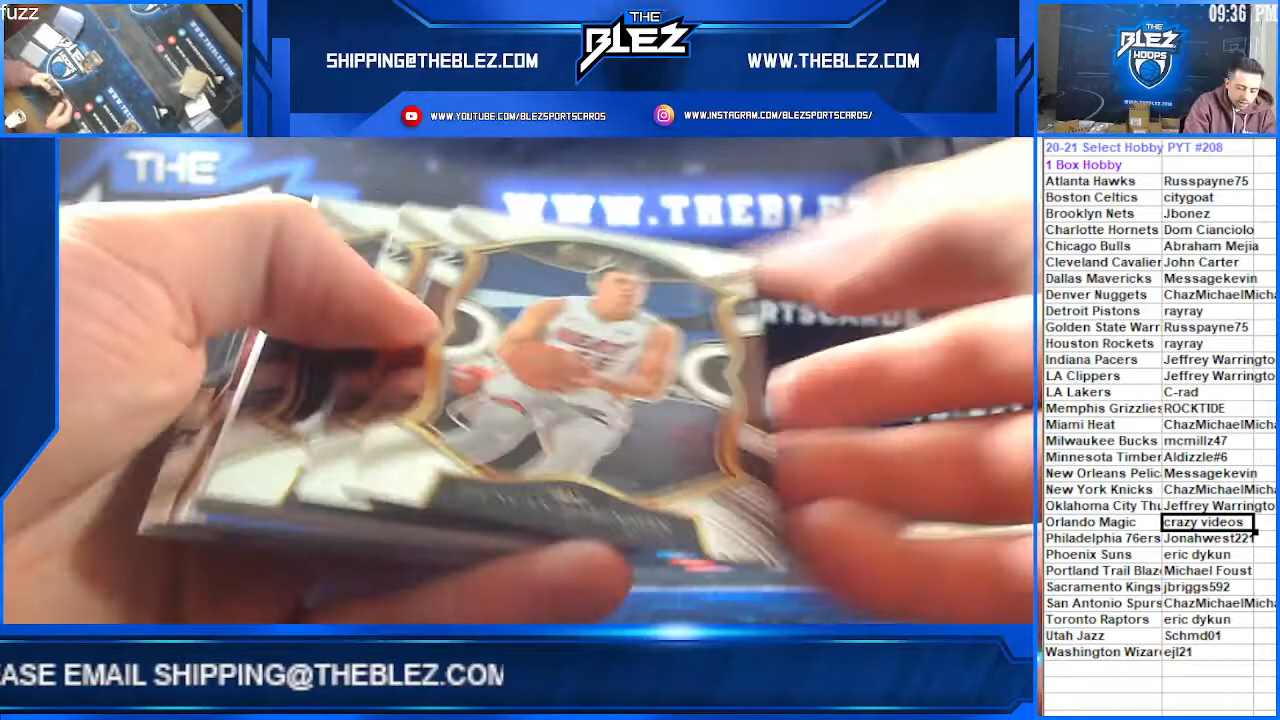 fuzz
SHIPPING@THEBLEZ.COM
THE
BLEZ
WWW.THEBLEZ.COM
WWW.YOUTUBE.COM/BLEZSPORTSCARDS
WWW.INSTAGRAM.COM/BLEZSPORTSCARDS/
09:36 PM
THE
BLEZ
HOOPS
THE
WWW.THEBLEZ
RTSCARDS
20-21 Select Hobby PYT #208
1 Box Hobby
Atlanta Hawks Russpayne75
Boston Celtics citygoat
Brooklyn Nets Jbonez
Charlotte Hornets Dom Cianciolo
Chicago Bulls Abraham Mejia
Cleveland Cavalier John Carter
Dallas Mavericks Messagekevin
Denver Nuggets ChazMichaelMicha
Detroit Pistons rayray
Golden State Warr Russpayne75
Houston Rockets rayray
Indiana Pacers Jeffrey Warringto
LA Clippers Jeffrey Warringto
LA Lakers C-rad
Memphis Grizzlies ROCKTIDE
Miami Heat ChazMichaelMicha
Milwaukee Bucks mcmillz47
Minnesota Timber Aldizzle#6
New Orleans Pelic Messagekevin
New York Knicks ChazMichaelMicha
Oklahoma City Thu Jeffrey Warringto
Orlando Magic crazy videos
Philadelphia 76ers Jonahwest221
Phoenix Suns eric dykun
Portland Trail Blaz Michael Foust
Sacramento Kings jbriggs592
San Antonio Spurs ChazMichaelMicha
Toronto Raptors eric dykun
Utah Jazz Schmd01
Washington Wizar ejl21
EASE EMAIL SHIPPING@THEBLEZ.COM